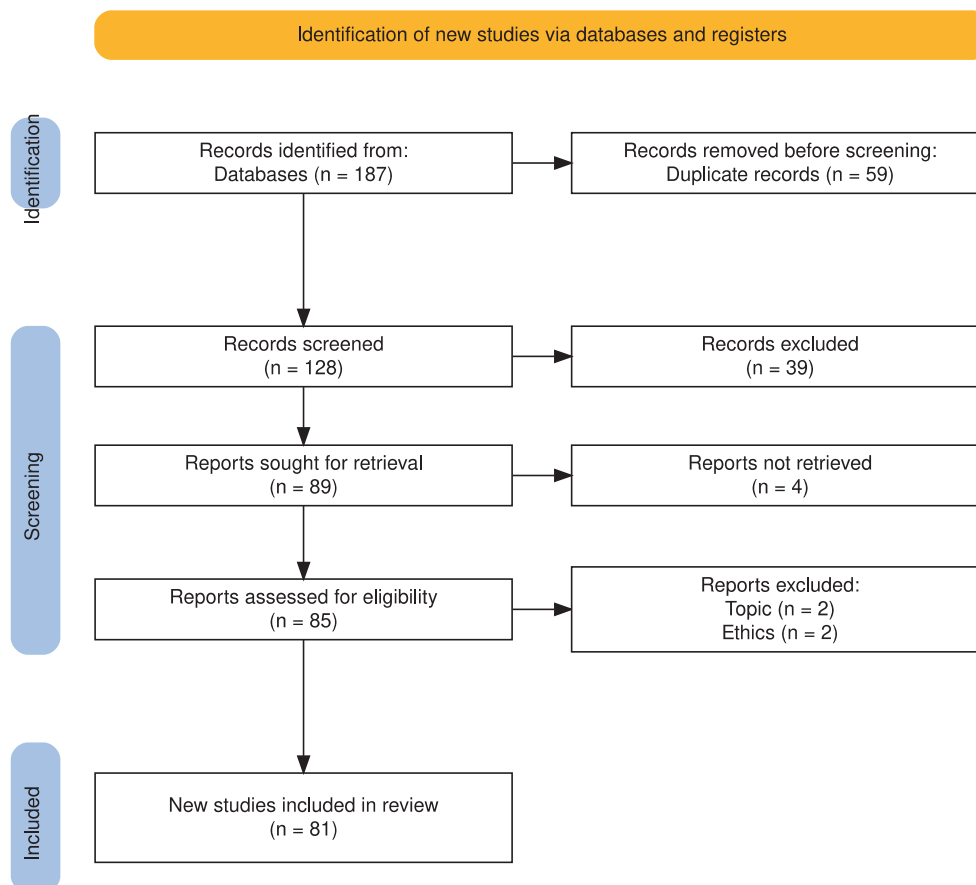 Identification of new studies via databases and registers
Identification
Records identified from:
Databases (n = 187)
Records removed before screening:
Duplicate records (n = 59)
Screening
Records screened
(n = 128)
Records excluded
(n = 39)
Reports sought for retrieval
(n = 89)
Reports not retrieved
(n = 4)
Reports assessed for eligibility
(n = 85)
Reports excluded:
Topic (n = 2)
Ethics (n = 2)
Included
New studies included in review
(n = 81)